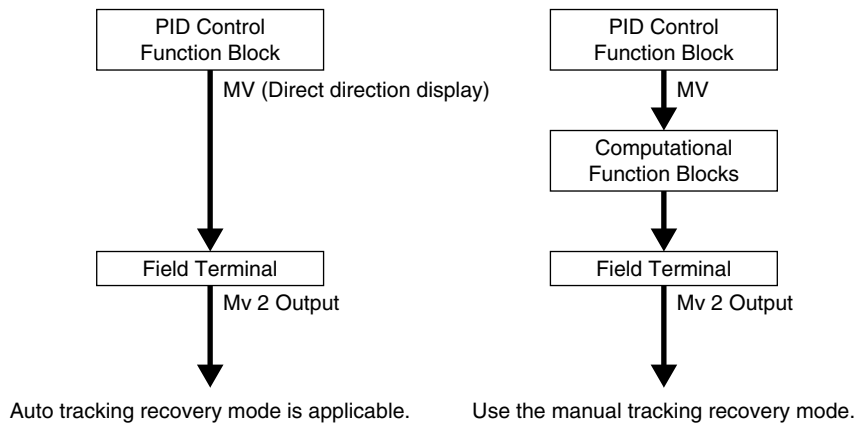 PID Control
Function Block
MV (Direct direction display)
Field Terminal
Mv 2 Output
Auto tracking recovery mode is applicable.
PID Control
Function Block
MV
Computational
Function Blocks
Field Terminal
Mv 2 Output
Use the manual tracking recovery mode.